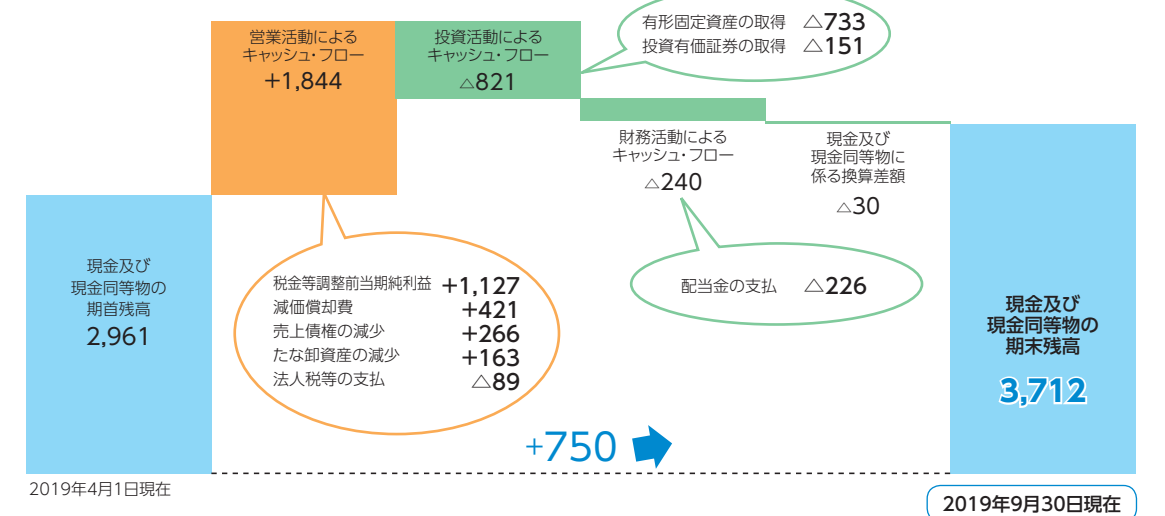 営業活動による
キャッシュ・フロー
+1,844
投資活動による
キャッシュ・フロー
△821
有形固定資産の取得 △733
投資有価証券の取得 △151
財務活動による
キャッシュ・フロー
△240
現金及び
現金同等物に
係る換算差額
△30
現金及び
現金同等物の
期首残高
2,961
税金等調整前当期純利益 +1,127
減価償却費 +421
売上債権の減少 +266
たな卸資産の減少 +163
法人税等の支払 △89
配当金の支払 △226
現金及び
現金同等物の
期末残高
3,712
+750
2019年4月1日現在
2019年9月30日現在